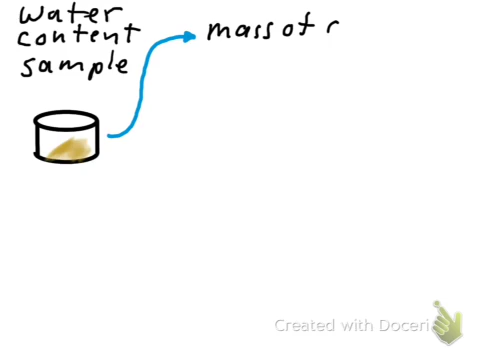 water
content
sample
mass of r
Created with Doceri